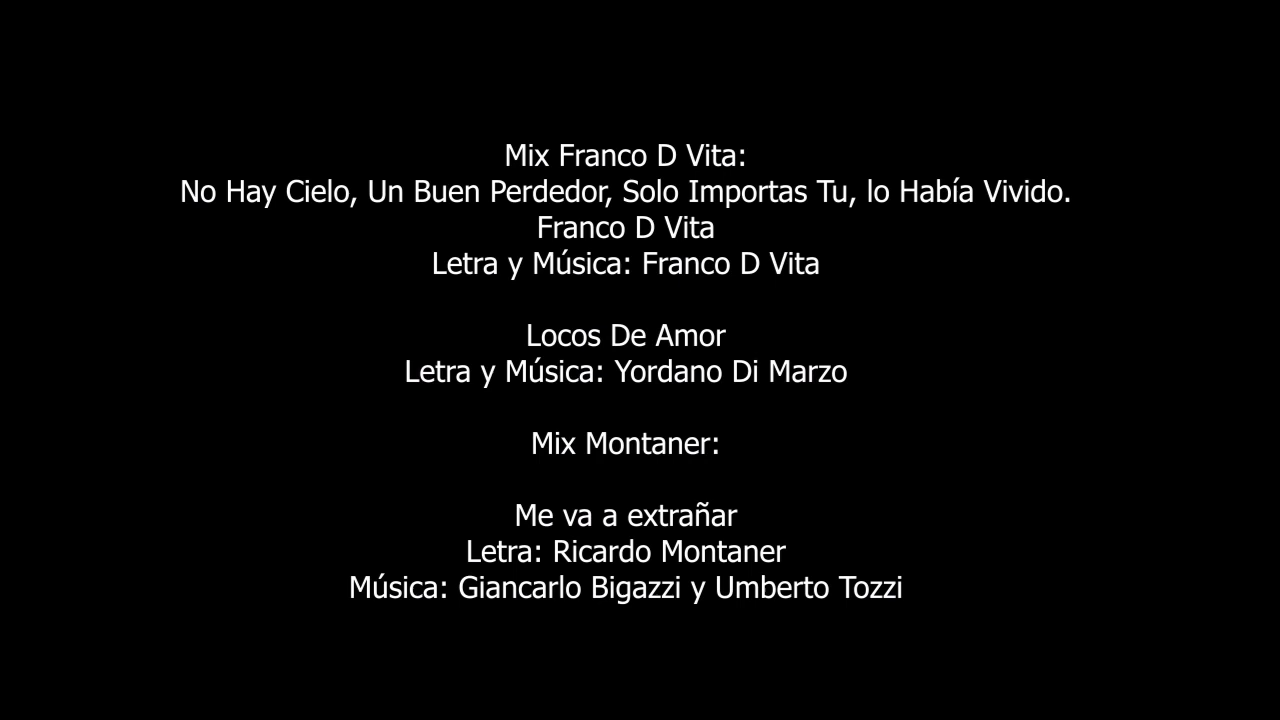 Mix Franco D Vita:
No Hay Cielo, Un Buen Perdedor, Solo Importas Tu, lo Había Vivido.
Franco D Vita
Letra y Música: Franco D Vita
Locos De Amor
Letra y Música: Yordano Di Marzo
Mix Montaner:
Me va a extrañar
Letra: Ricardo Montaner
Música: Giancarlo Bigazzi y Umberto Tozzi